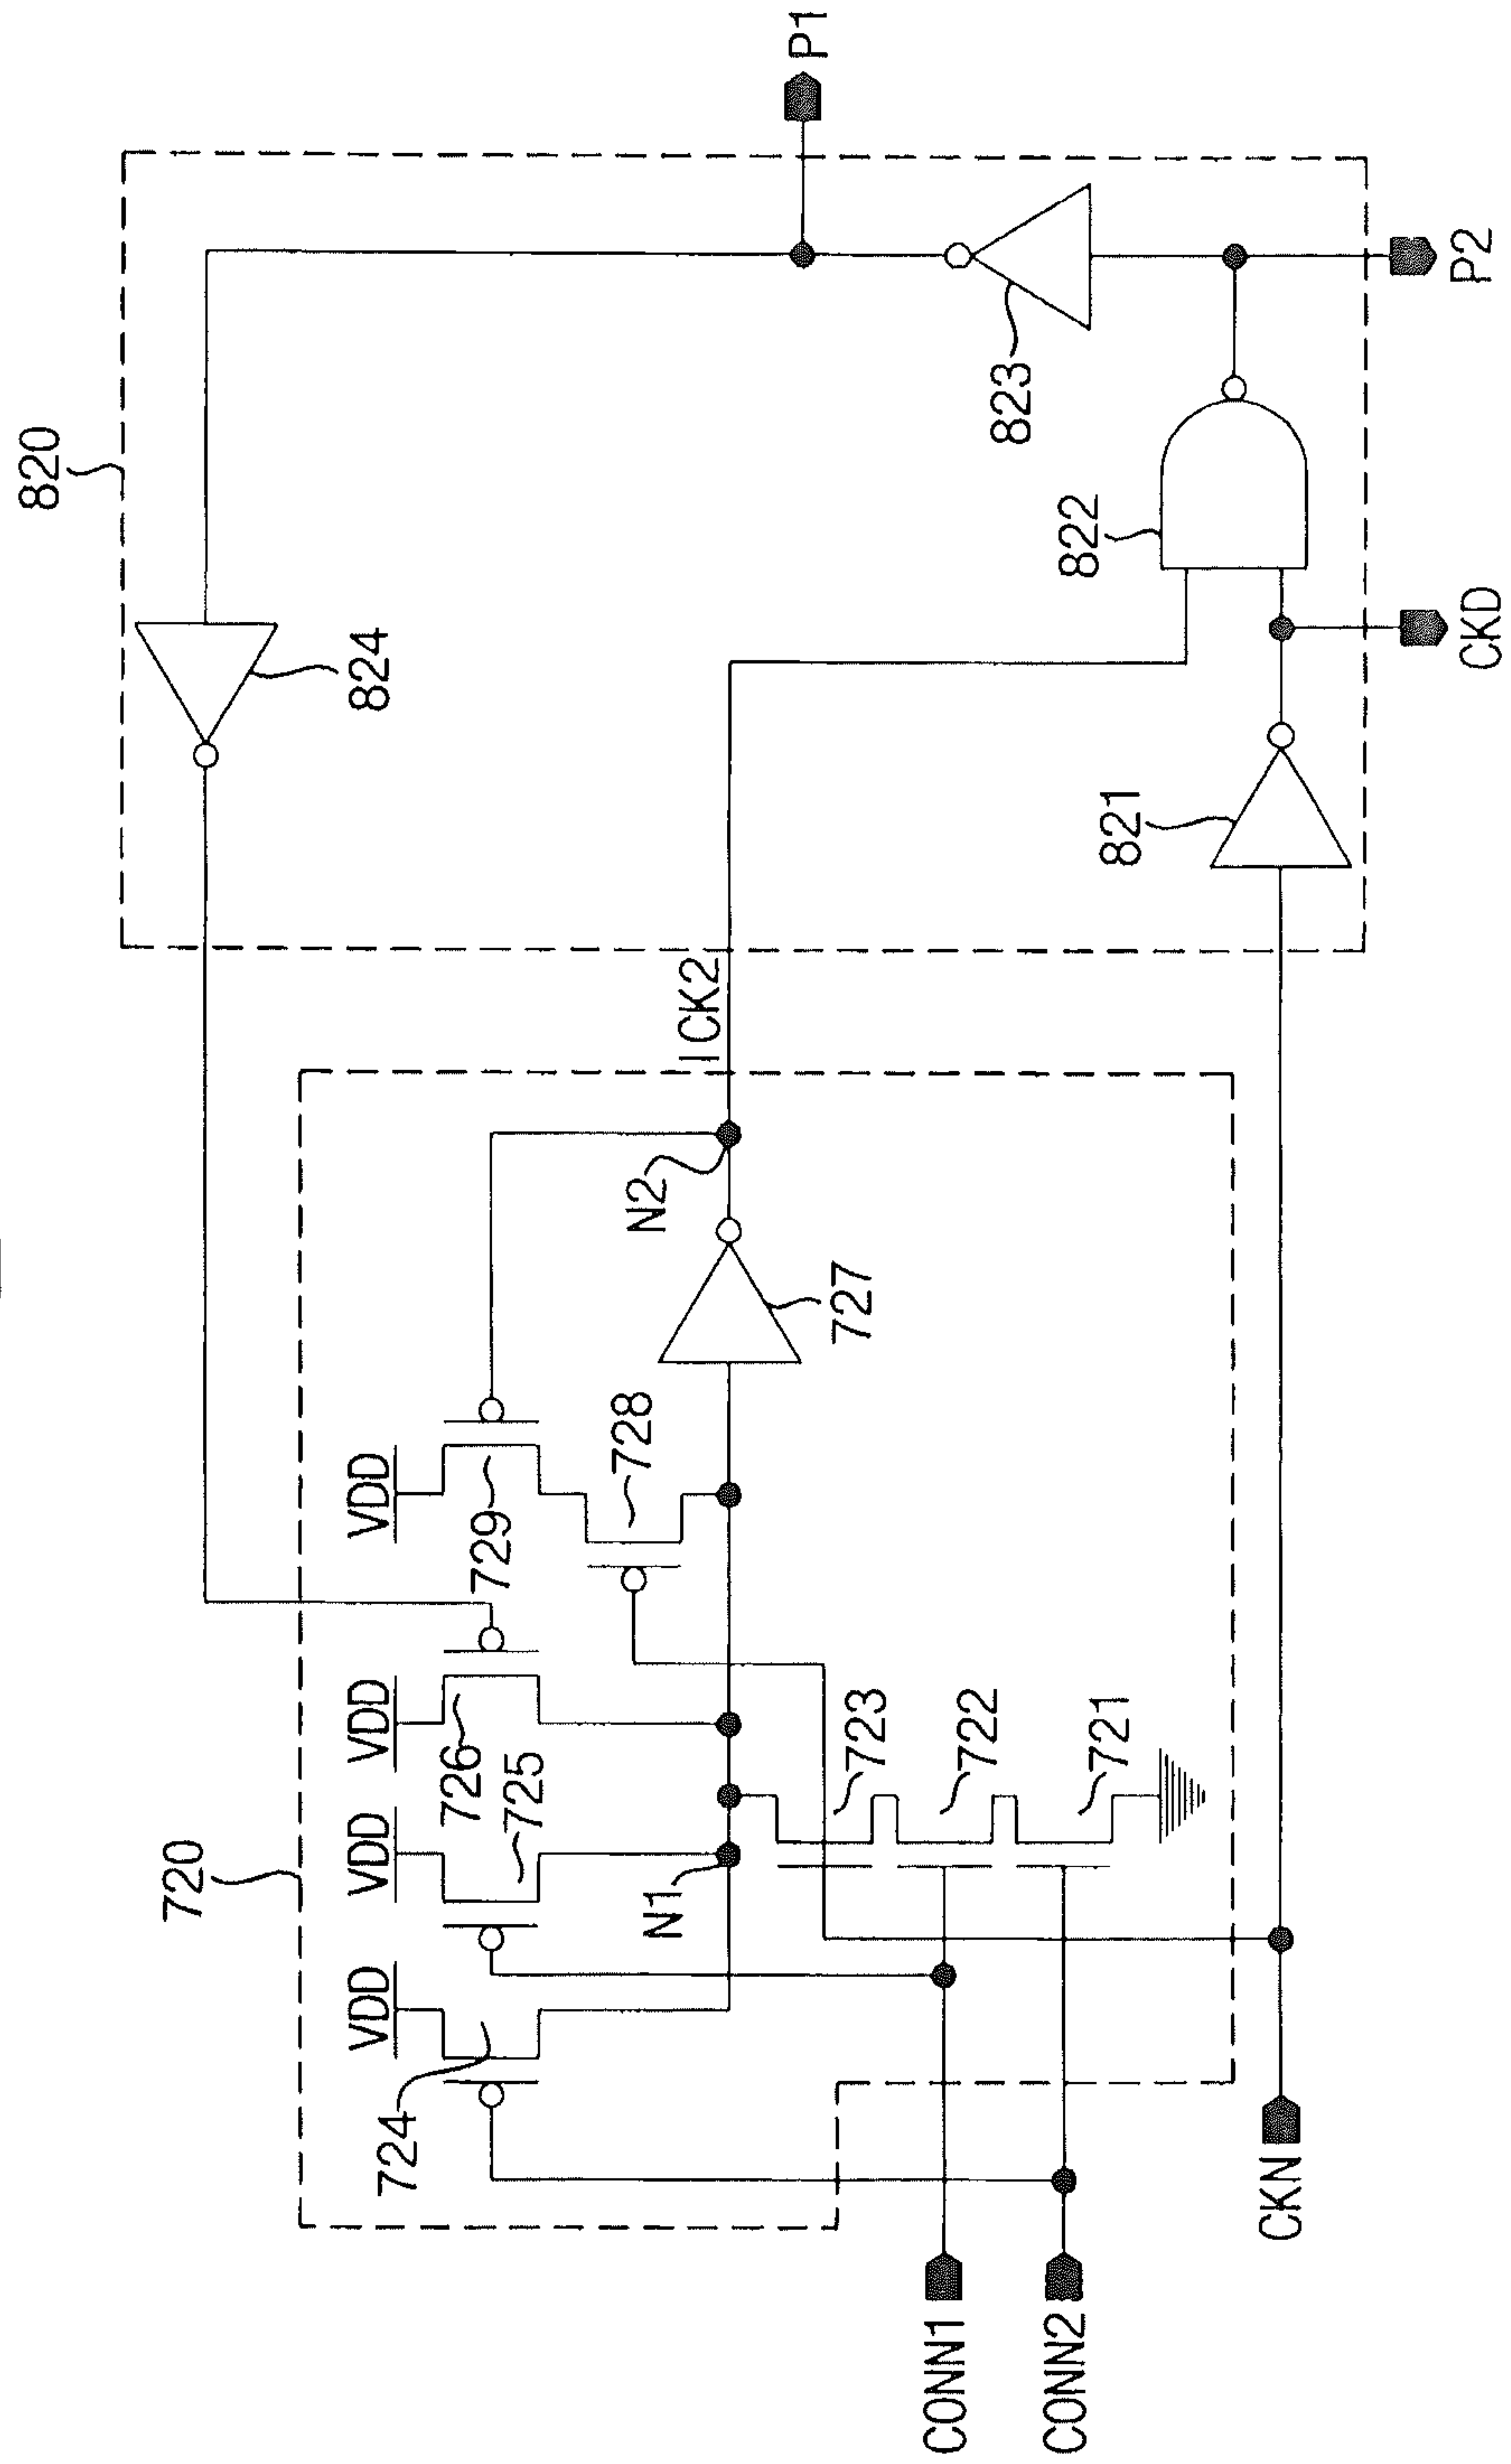 820
720
VDD
VDD
VDD
VDD
824
724
726
729
725
728
N2
N1
ICK2
P1
727
723
CONN1
722
823
CONN2
822
721
821
CKN
CKD
P2